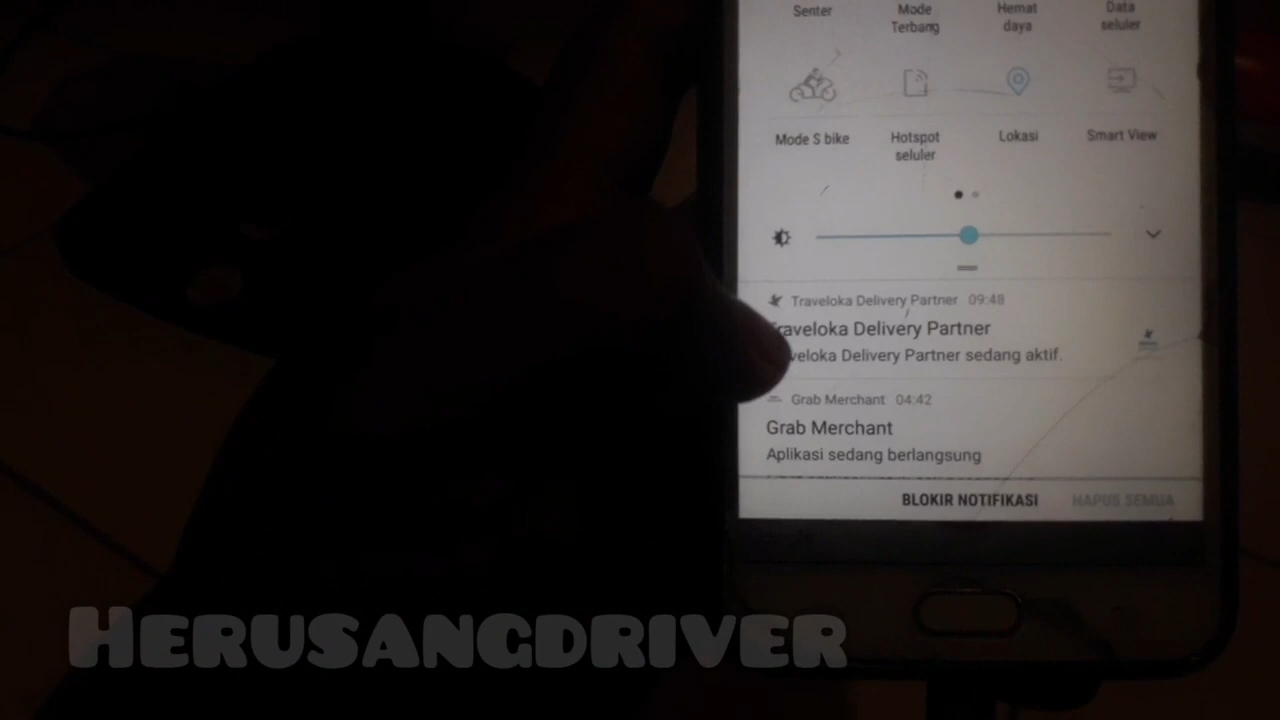 Senter
Mode
Terbang
Hemat
daya
Data
seluler
Mode S bike
Hotspot
seluler
Lokasi
Smart View
Traveloka Delivery Partner 09:48
raveloka Delivery Partner
veloka Delivery Partner sedang aktif.
Grab Merchant 04:42
Grab Merchant
Aplikasi sedang berlangsung
BLOKIR NOTIFIKASI HAPUS SEMUA
HERUSANGDRIVER